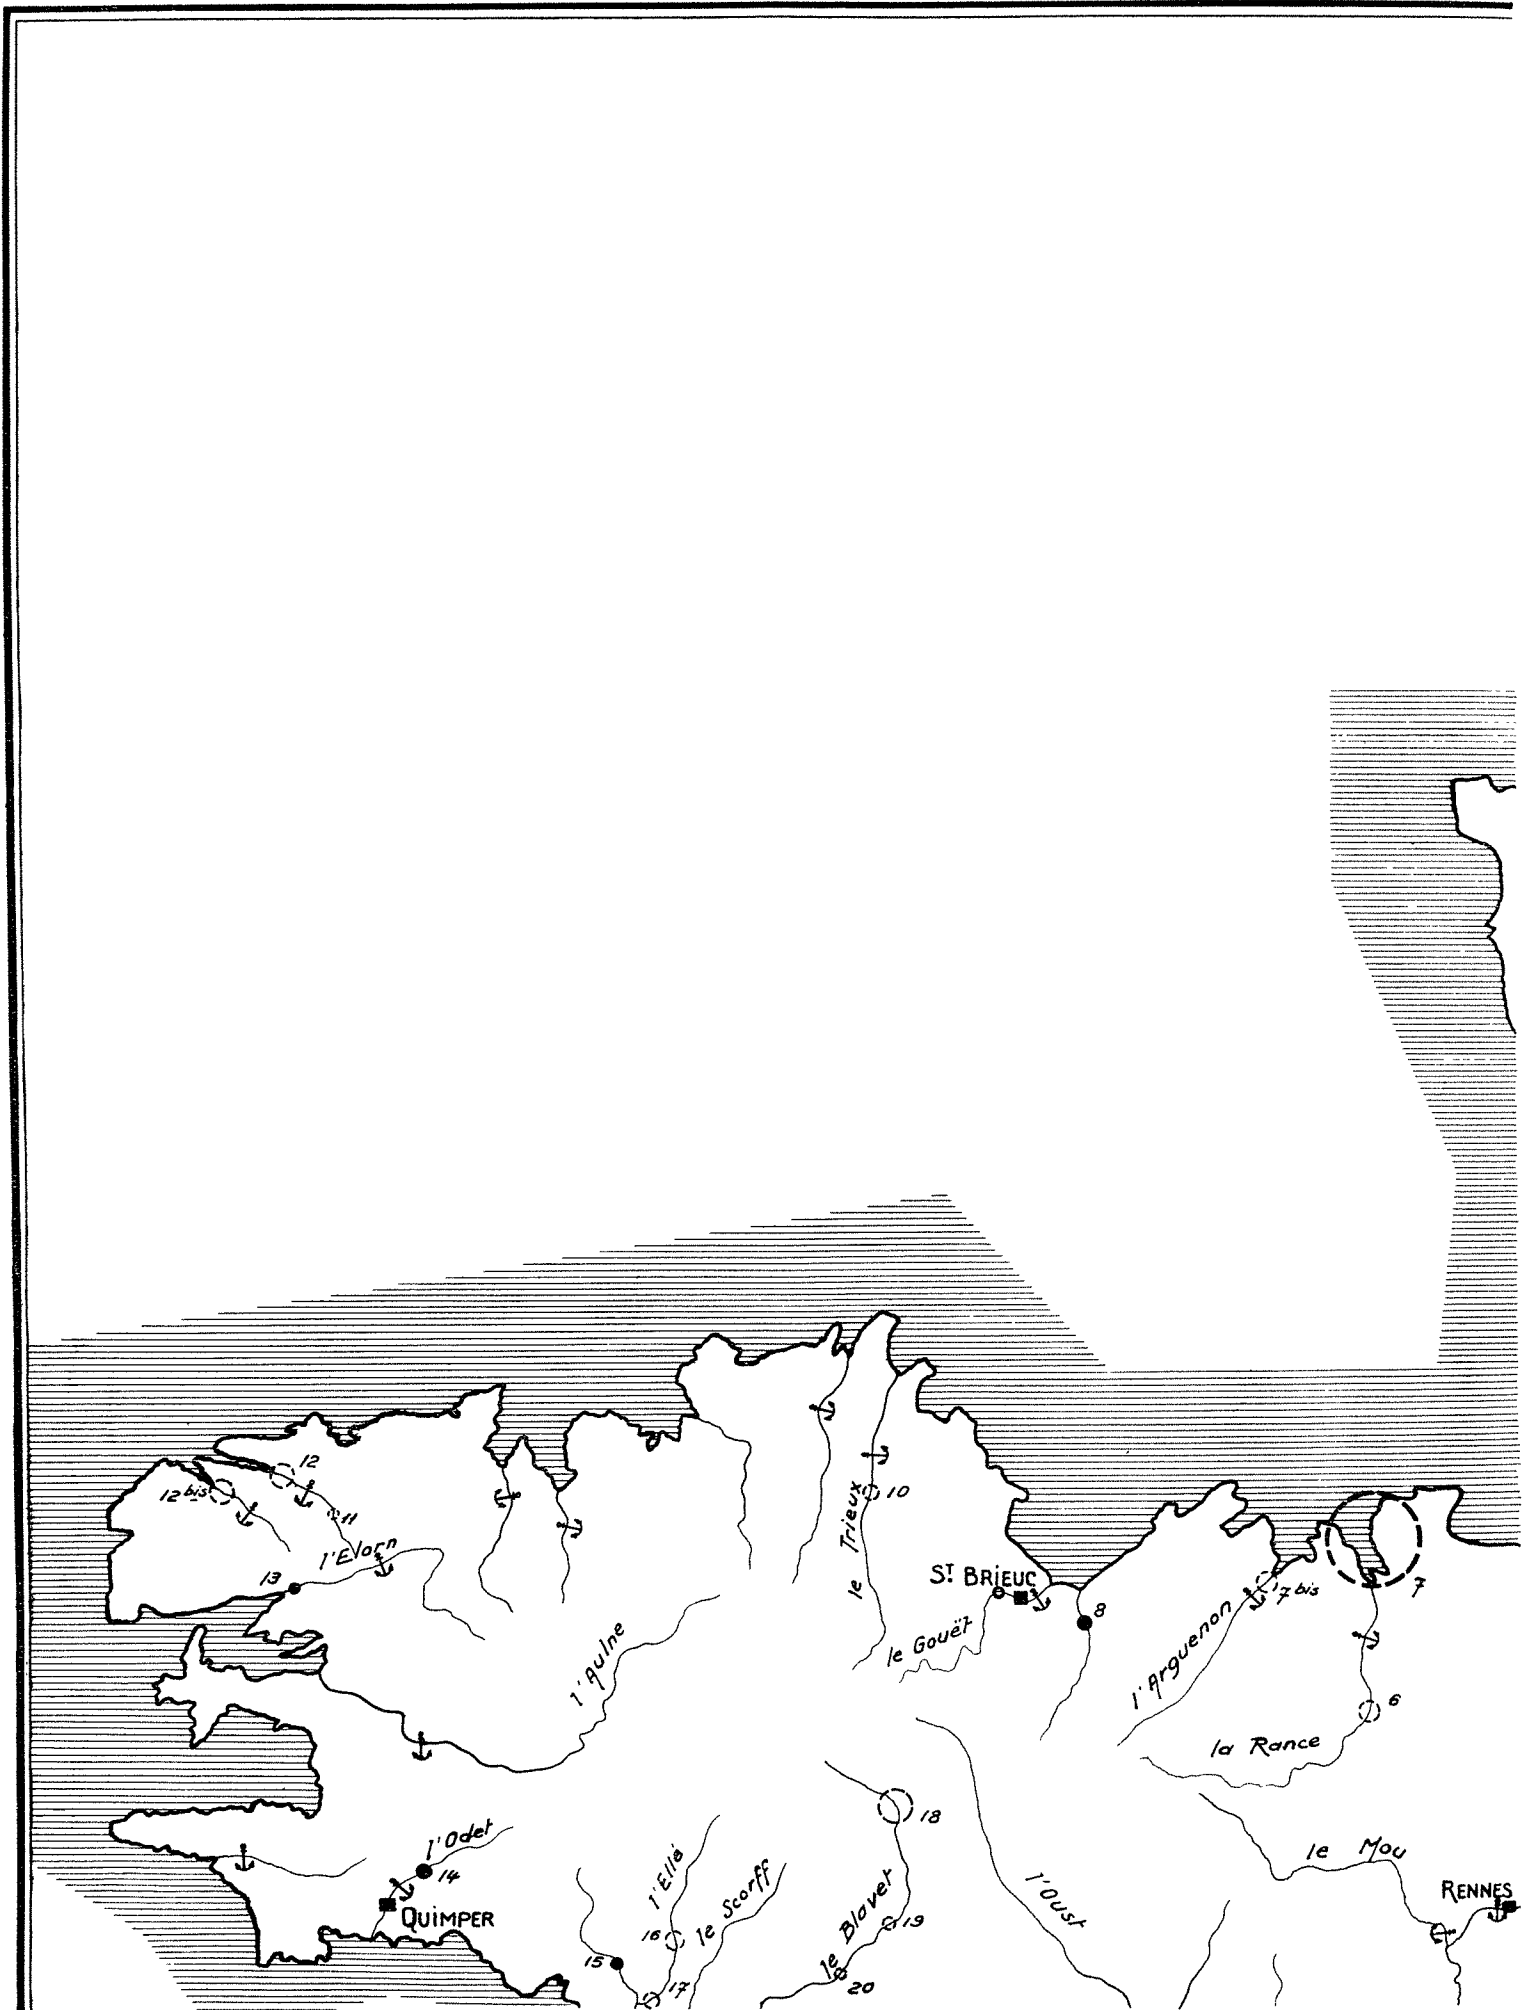 12
12 bis
11
l'Elorn
13
l'Aulne
le Trieux
10
St BRiEUC
le Gouët
8
l'Arguenon
7 bis
7
6
la Rance
l'Odet
14
QUiMPER
l'Ellé
le Scorff
16
15
17
18
le Blavet
19
20
l'Oust
le Mou
RENNES